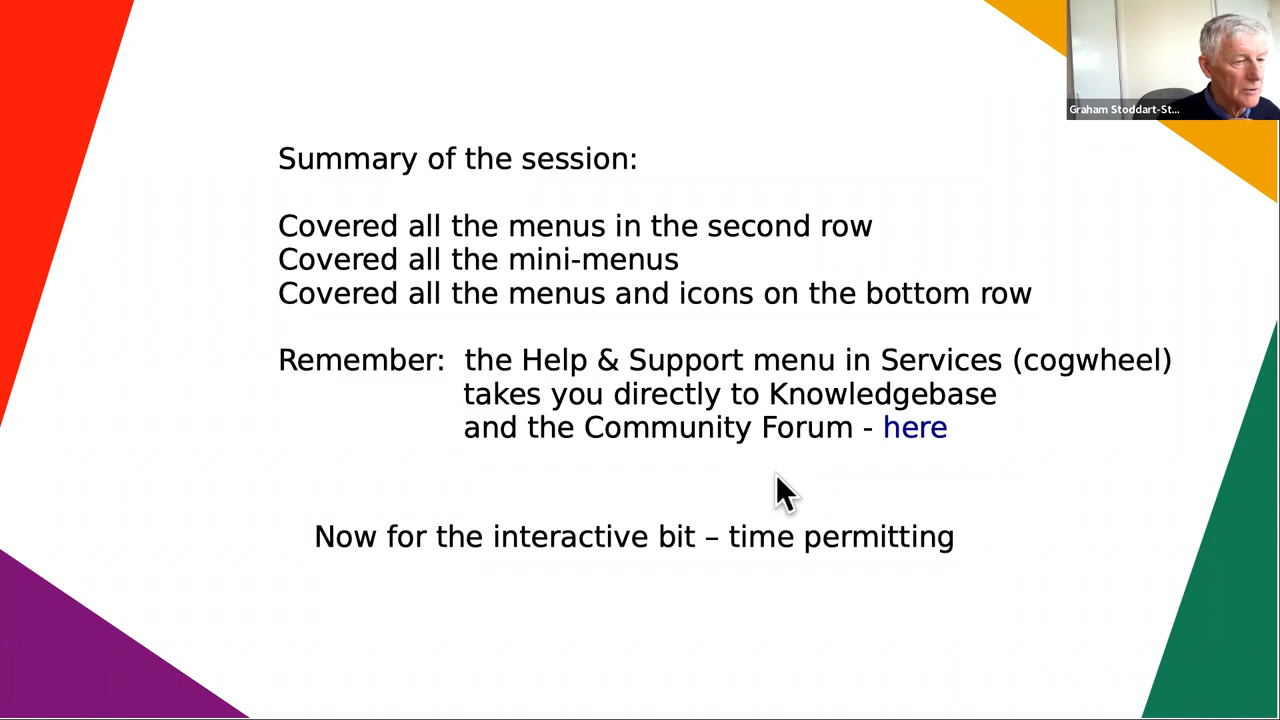 Graham Stoddart-St...
Summary of the session:
Covered all the menus in the second row
Covered all the mini-menus
Covered all the menus and icons on the bottom row
Remember: the Help & Support menu in Services (cogwheel)
takes you directly to Knowledgebase
and the Community Forum - here
Now for the interactive bit – time permitting